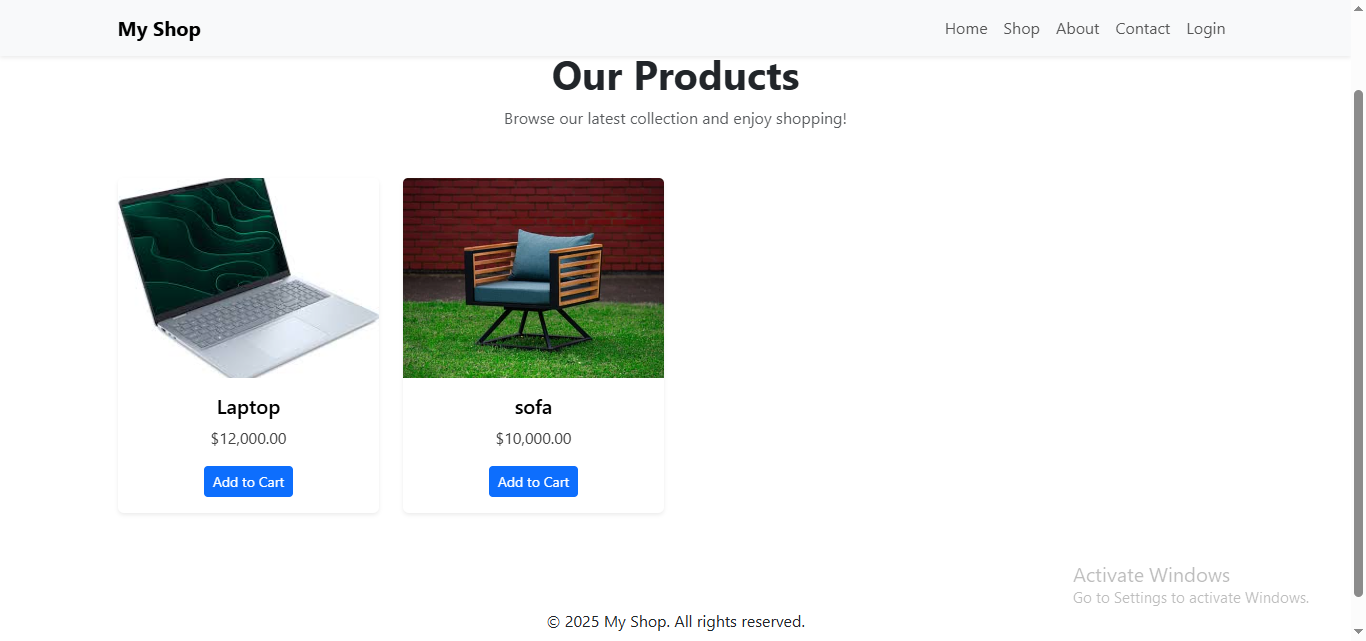 My Shop
Home Shop About Contact Login
Our Products
Browse our latest collection and enjoy shopping!
Laptop
$12,000.00
Add to Cart
sofa
$10,000.00
Add to Cart
Activate Windows
Go to Settings to activate Windows.
© 2025 My Shop. All rights reserved.